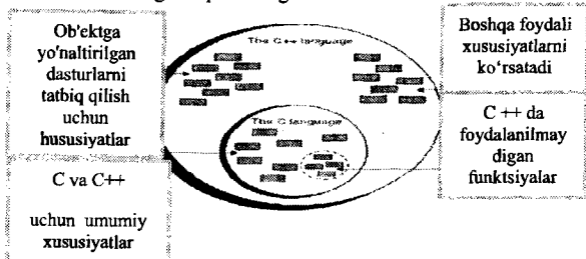 Ob'ektga
yo'naltirilgan
dasturlarni
tatbiq qilish
uchun
hususiyatlar
C va C++
uchun umumiy
xususiyatlar
The C++ language
The C language
Boshqa foydali
xususiyatlarni
ko‘rsatadi
C ++ da
foydalanilmay
digan
funktsiyalar